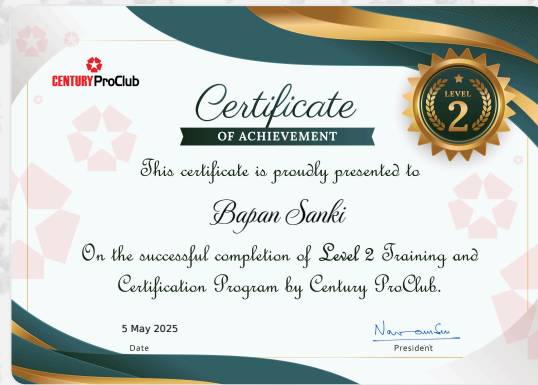 CENTURY ProClub
Certificate
OF ACHIEVEMENT
LEVEL
2
This certificate is proudly presented to
Bapan Sanki
On the successful completion of Level 2 Training and
Certification Program by Century ProClub.
5 May 2025
Date
President